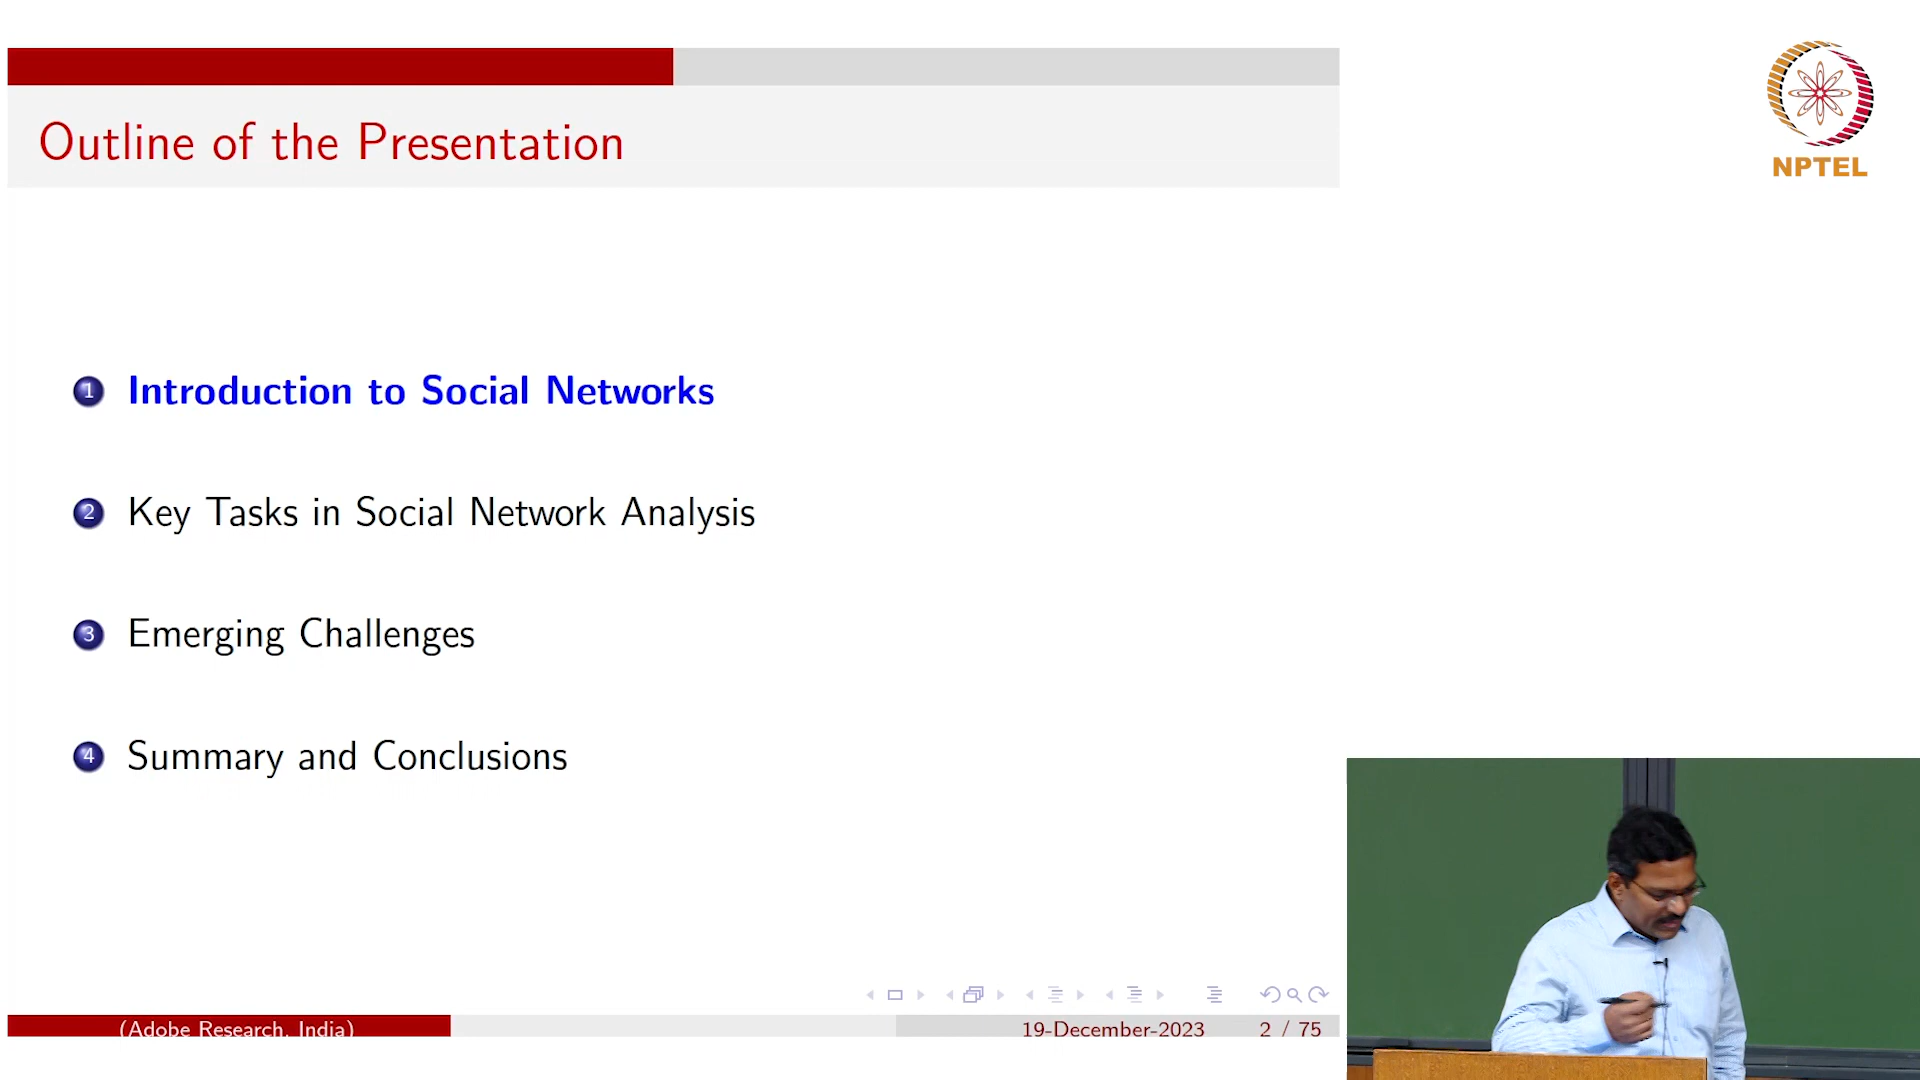 Outline of the Presentation
NPTEL
1 Introduction to Social Networks
2 Key Tasks in Social Network Analysis
3 Emerging Challenges
4 Summary and Conclusions
(Adobe Research, India) 19-December-2023 2 / 75